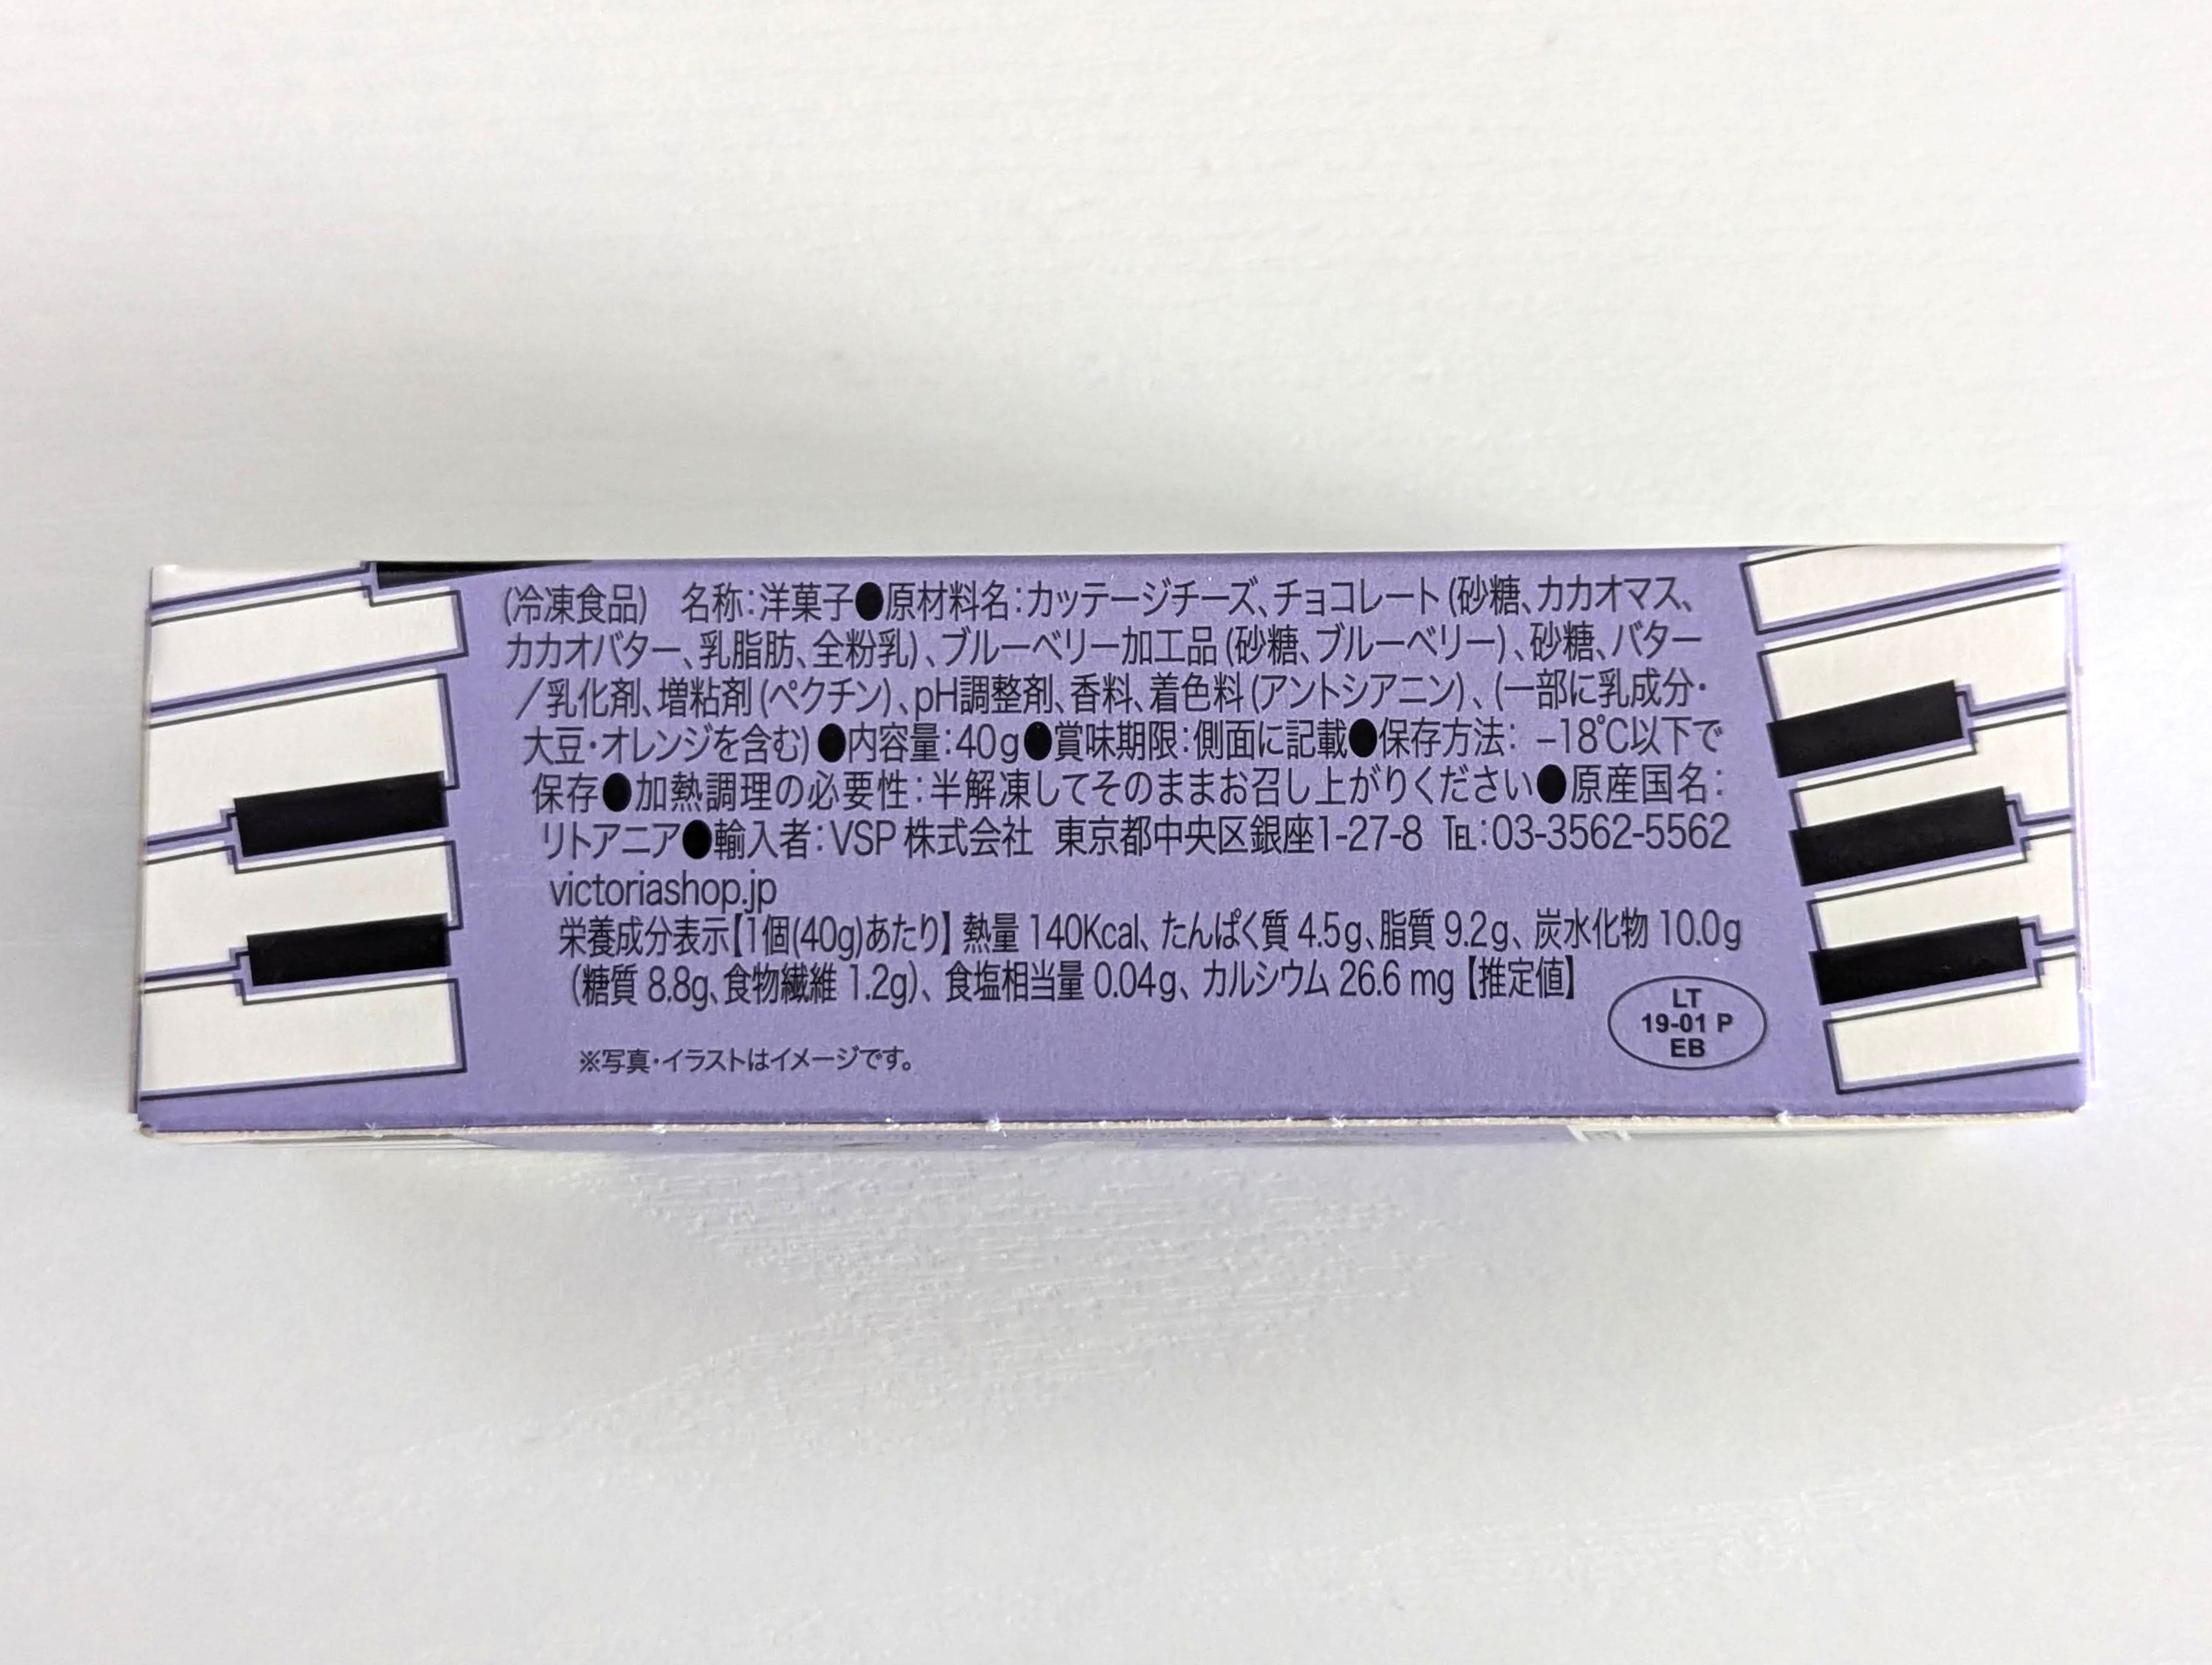 (冷凍食品) 名称:洋菓子●原材料名:カッテージチーズ、チョコレート(砂糖、カカオマス、
カカオバター、乳脂肪、全粉乳)、ブルーベリー加工品(砂糖、ブルーベリー)、砂糖、バター
/乳化剤、増粘剤(ペクチン)、pH調整剤、香料、着色料(アントシアニン)、(一部に乳成分・
大豆・オレンジを含む)●内容量:40g●賞味期限:側面に記載●保存方法: −18℃以下で
保存●加熱調理の必要性:半解凍してそのままお召し上がりください●原産国名:
リトアニア●輸入者:VSP 株式会社 東京都中央区銀座1-27-8 TEL:03-3562-5562
victoriashop.jp
栄養成分表示【1個(40g)あたり】 熱量 140Kcal、たんぱく質 4.5g、脂質 9.2g、炭水化物 10.0g
(糖質 8.8g、食物繊維 1.2g)、食塩相当量 0.04g、カルシウム 26.6 mg【推定値】
LT
19-01 P
EB
※写真・イラストはイメージです。